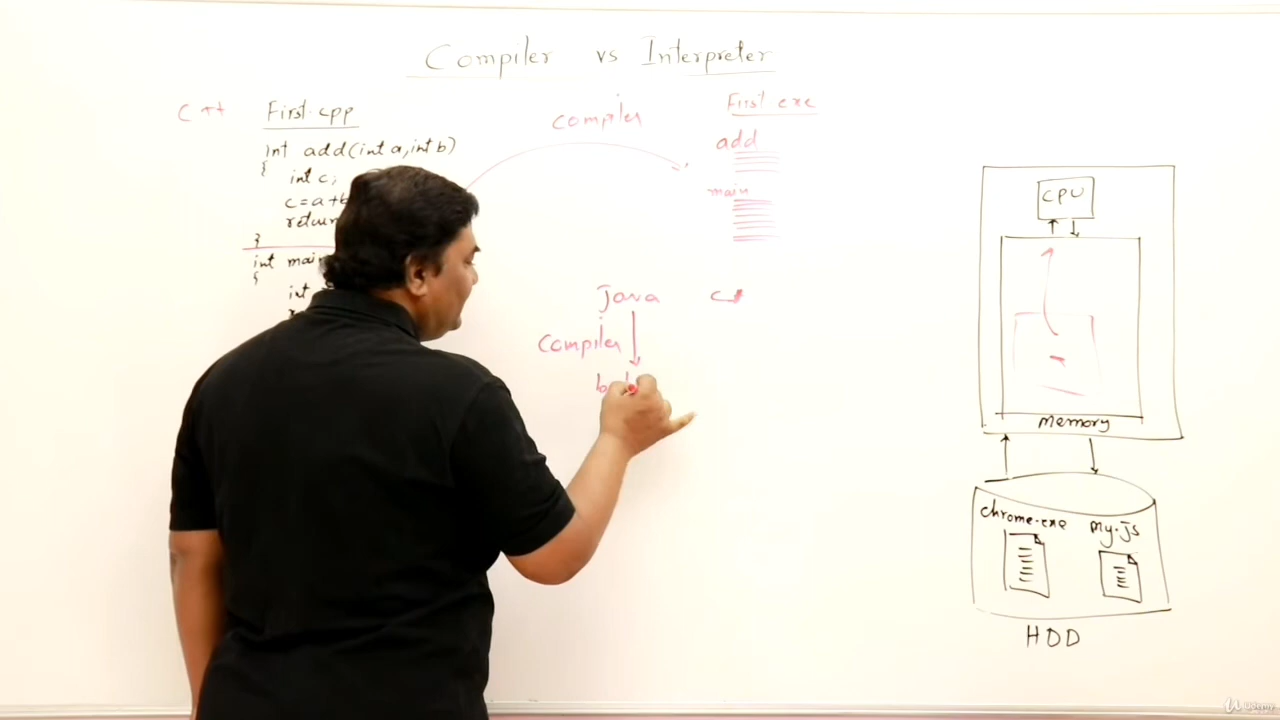 Compiler vs Interpreter
C++ First.cpp
int add(int a, int b)
{
int c;
c=a+b
return
}
int main
{
int
compiler
First exe
add
main
java
compiler
CPU
memory
chrome.exe my.js
HDD
udemy